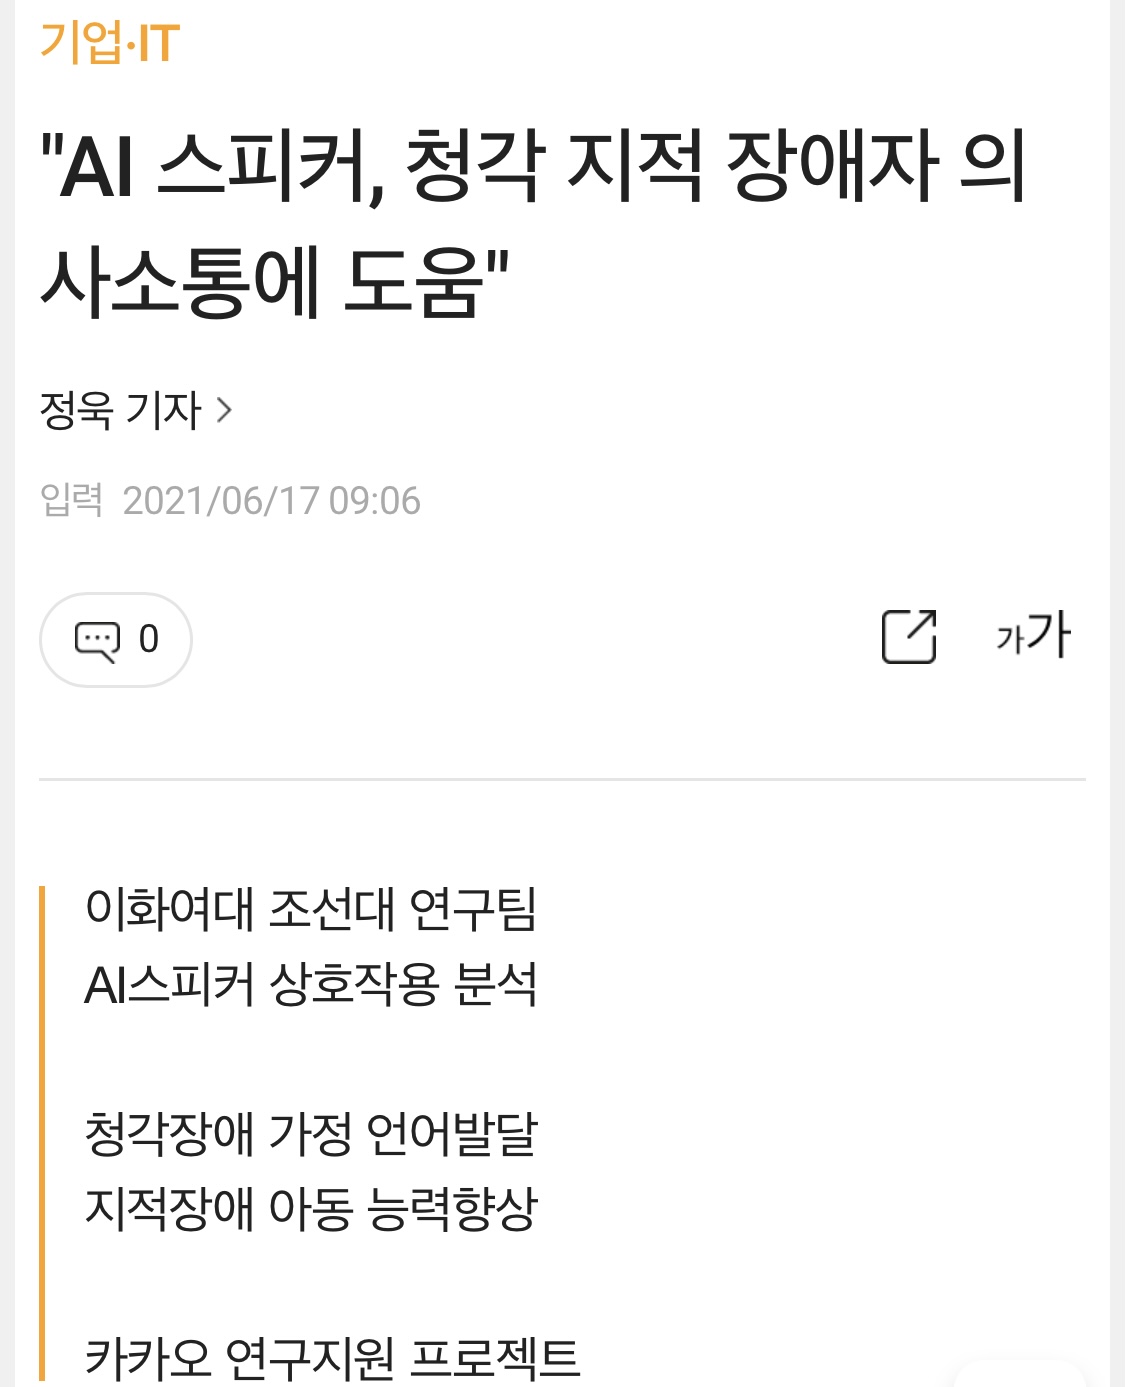 기업·IT
"AI 스피커, 청각 지적 장애자 의
사소통에 도움"
정욱 기자 >
입력 2021/06/17 09:06
0
가가
이화여대 조선대 연구팀
AI스피커 상호작용 분석
청각장애 가정 언어발달
지적장애 아동 능력향상
카카오 연구지원 프로젝트